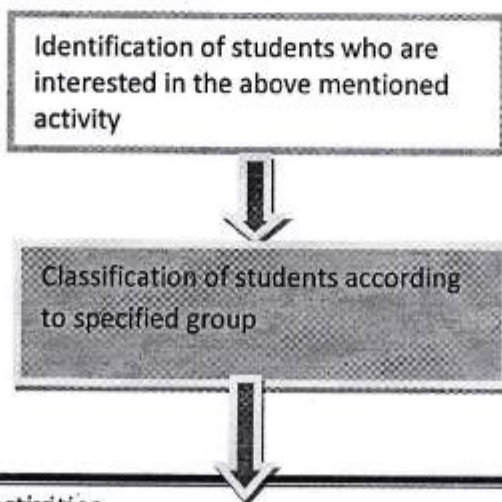 Identification of students who are
interested in the above mentioned
activity
Classification of students according
to specified group